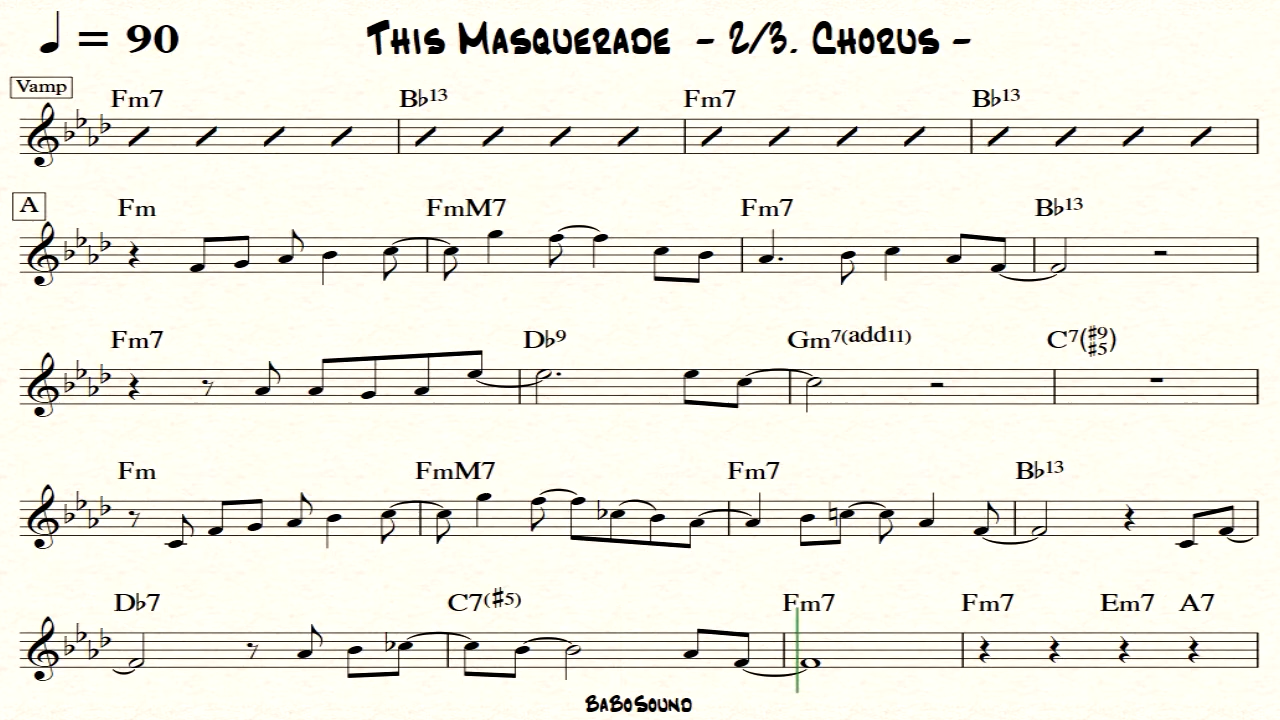 ♩ = 90 This Masquerade - 2/3. Chorus -
Vamp
Fm7 B♭13 Fm7 B♭13
A
Fm FmM7 Fm7 B♭13
Fm7 D♭9 Gm7(add11) C7(♯9 ♯5)
Fm FmM7 Fm7 B♭13
D♭7 C7(♯5) Fm7 Fm7 Em7 A7
BaBoSound